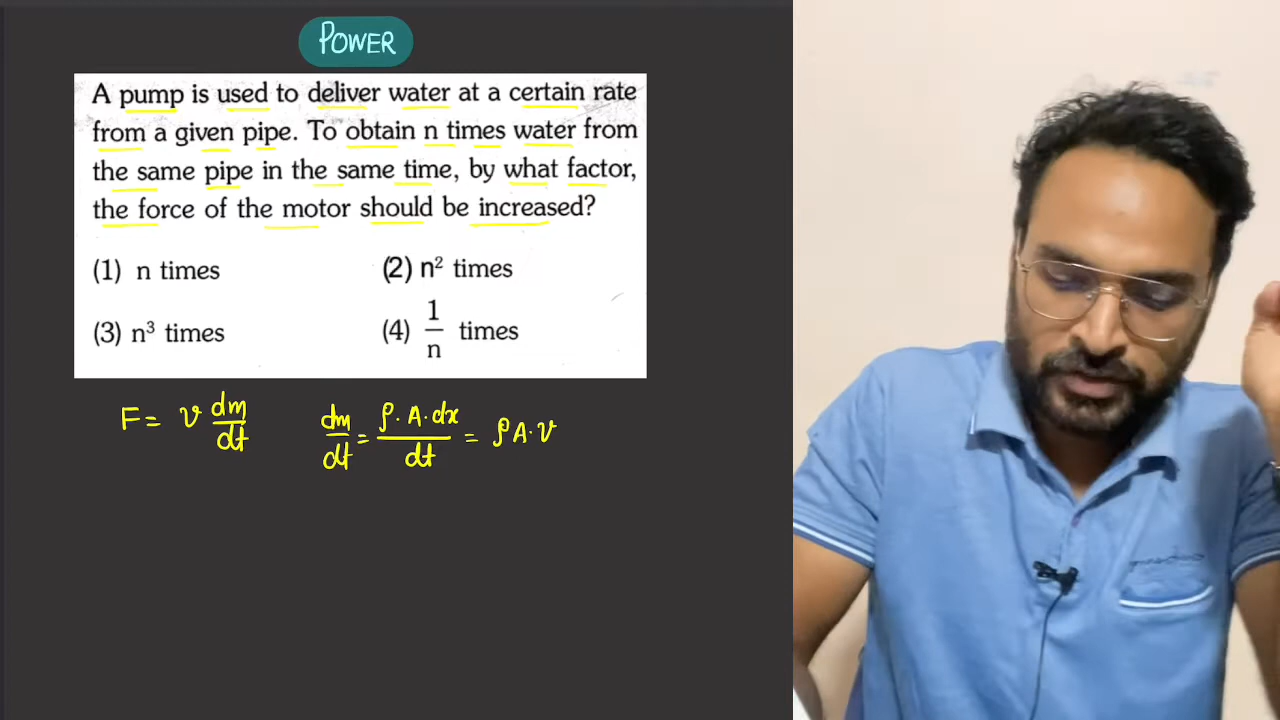 POWER
A pump is used to deliver water at a certain rate
from a given pipe. To obtain n times water from
the same pipe in the same time, by what factor,
the force of the motor should be increased?
(1) n times (2) n² times
(3) n³ times (4) 1/n times
F = v dm/dt dm/dt = ρ·A·dx/dt = ρA·v